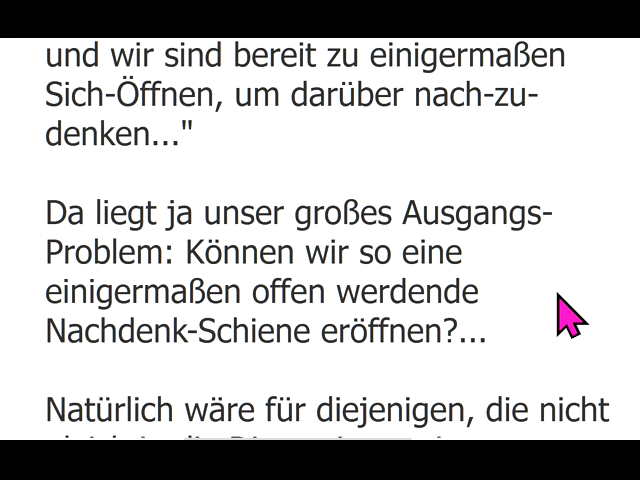 und wir sind bereit zu einigermaßen
Sich-Öffnen, um darüber nach-zu-
denken..."
Da liegt ja unser großes Ausgangs-
Problem: Können wir so eine
einigermaßen offen werdende
Nachdenk-Schiene eröffnen?...
Natürlich wäre für diejenigen, die nicht